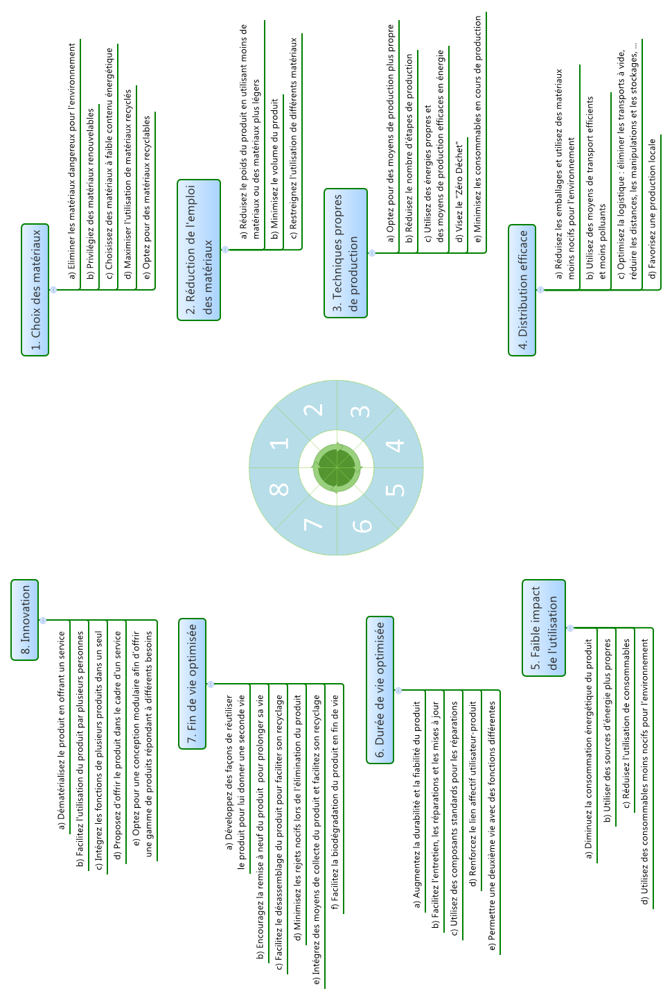 1. Choix des matériaux
a) Eliminer les matériaux dangereux pour l'environnement
b) Privilégiez des matériaux renouvelables
c) Choisissez des matériaux à faible contenu énergétique
d) Maximiser l'utilisation de matériaux recyclés
e) Optez pour des matériaux recyclables
2. Réduction de l'emploi
des matériaux
a) Réduisez le poids du produit en utilisant moins de
matériaux ou des matériaux plus légers
b) Minimisez le volume du produit
c) Restreignez l'utilisation de différents matériaux
3. Techniques propres
de production
a) Optez pour des moyens de production plus propre
b) Réduisez le nombre d'étapes de production
c) Utilisez des énergies propres et
des moyens de production efficaces en énergie
d) Visez le "Zéro Déchet"
e) Minimisez les consommables en cours de production
4. Distribution efficace
a) Réduisez les emballages et utilisez des matériaux
moins nocifs pour l'environnement
b) Utilisez des moyens de transport efficients
et moins polluants
c) Optimisez la logistique : éliminer les transports à vide,
réduire les distances, les manipulations et les stockages, ...
d) Favorisez une production locale
1
2
3
4
5
6
7
8
8. Innovation
a) Dématérialisez le produit en offrant un service
b) Facilitez l'utilisation du produit par plusieurs personnes
c) Intégrez les fonctions de plusieurs produits dans un seul
d) Proposez d'offrir le produit dans le cadre d'un service
e) Optez pour une conception modulaire afin d'offrir
une gamme de produits répondant à différents besoins
7. Fin de vie optimisée
a) Développez des façons de réutiliser
le produit pour lui donner une seconde vie
b) Encouragez la remise à neuf du produit pour prolonger sa vie
c) Facilitez le désassemblage du produit pour faciliter son recyclage
d) Minimisez les rejets nocifs lors de l'élimination du produit
e) Intégrez des moyens de collecte du produit et facilitez son recyclage
f) Facilitez la biodégradation du produit en fin de vie
6. Durée de vie optimisée
a) Augmentez la durabilité et la fiabilité du produit
b) Facilitez l'entretien, les réparations et les mises à jour
c) Utilisez des composants standards pour les réparations
d) Renforcez le lien affectif utilisateur-produit
e) Permettre une deuxième vie avec des fonctions différentes
5. Faible impact
de l'utilisation
a) Diminuez la consommation énergétique du produit
b) Utiliser des sources d'énergie plus propres
c) Réduisez l'utilisation de consommables
d) Utilisez des consommables moins nocifs pour l'environnement